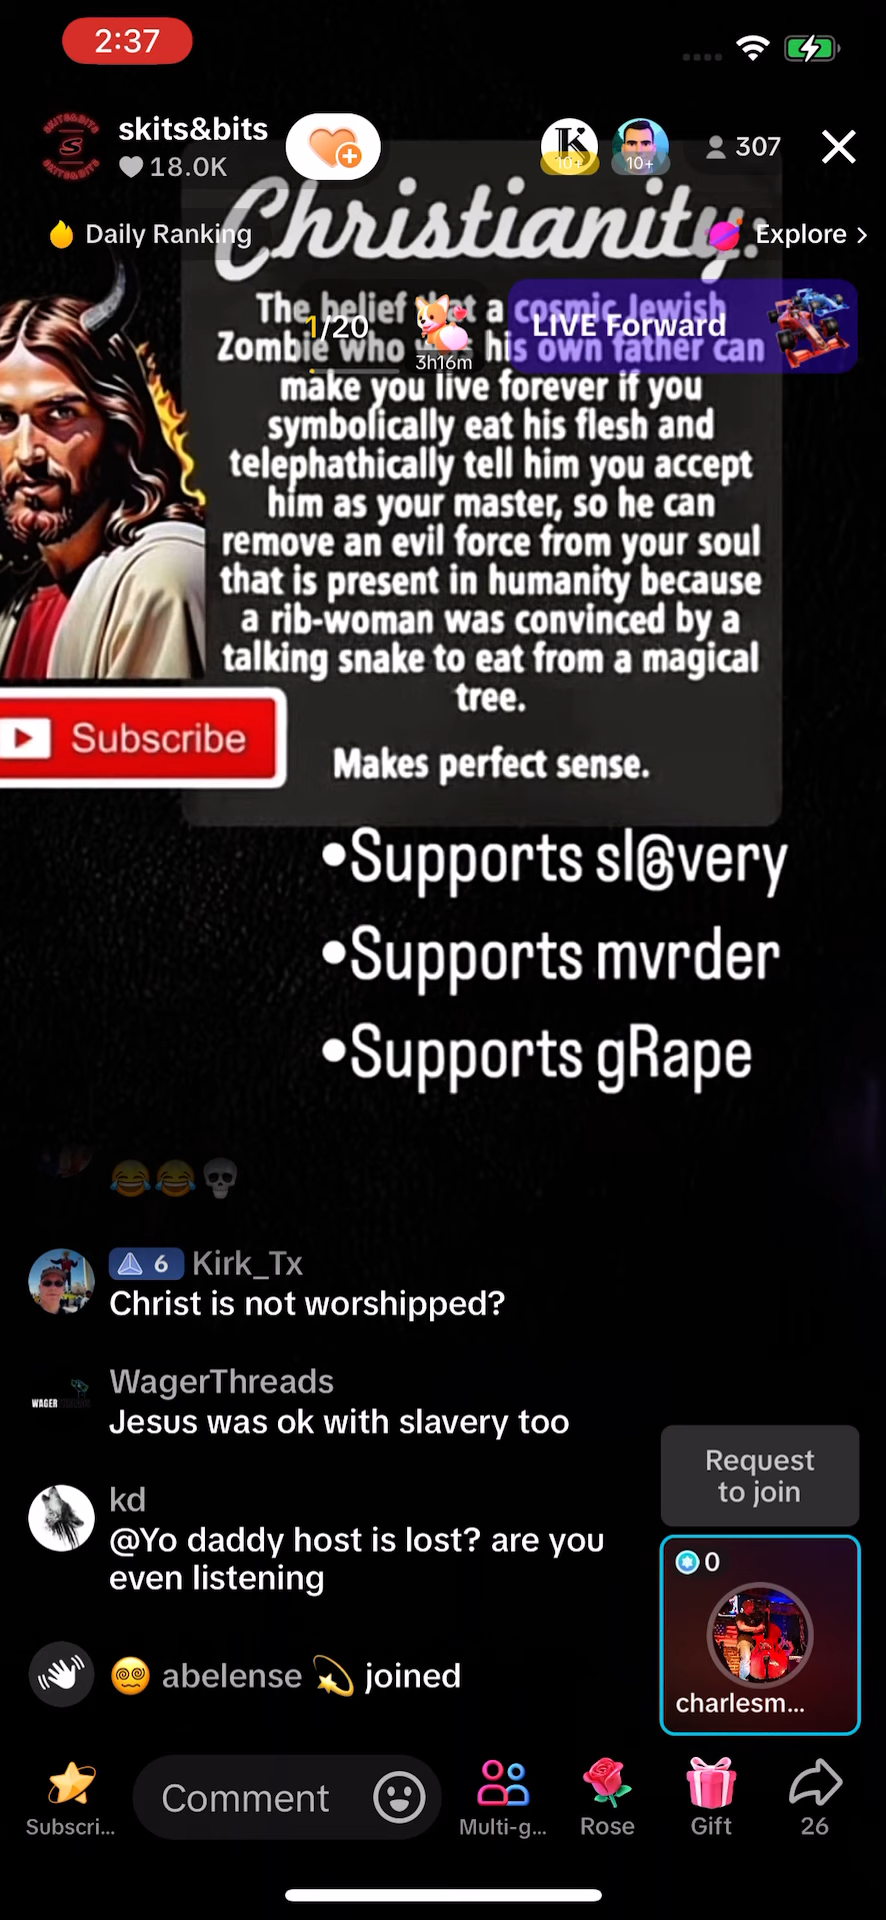 2:37
skits&bits
18.0K
K
10+
10+
307
Daily Ranking
Explore >
Christianity:
The belief that a cosmic Jewish
1/20
LIVE Forward
Zombie who was his own father can
3h16m
make you live forever if you
symbolically eat his flesh and
telephathically tell him you accept
him as your master, so he can
remove an evil force from your soul
that is present in humanity because
a rib-woman was convinced by a
talking snake to eat from a magical
tree.
Subscribe
Makes perfect sense.
•Supports sl@very
•Supports mvrder
•Supports gRape
😂😂💀
6 Kirk_Tx
Christ is not worshipped?
WagerThreads
WAGER
Jesus was ok with slavery too
Request
to join
kd
@Yo daddy host is lost? are you
even listening
0
charlesm...
😵‍💫 abelense 💫 joined
Comment
Subscri...
Multi-g...
Rose
Gift
26